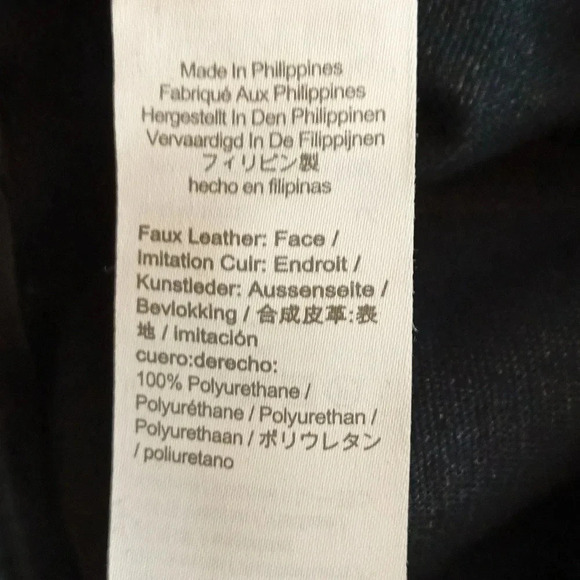 Made In Philippines
Fabriqué Aux Philippines
Hergestellt In Den Philippinen
Vervaardigd In De Filippijnen
フィリピン製
hecho en filipinas
Faux Leather: Face /
Imitation Cuir: Endroit /
Kunstleder: Aussenseite /
Bevlokking / 合成皮革:表
地 / imitación
cuero:derecho:
100% Polyurethane /
Polyuréthane / Polyurethan /
Polyurethaan / ポリウレタン
/ poliuretano